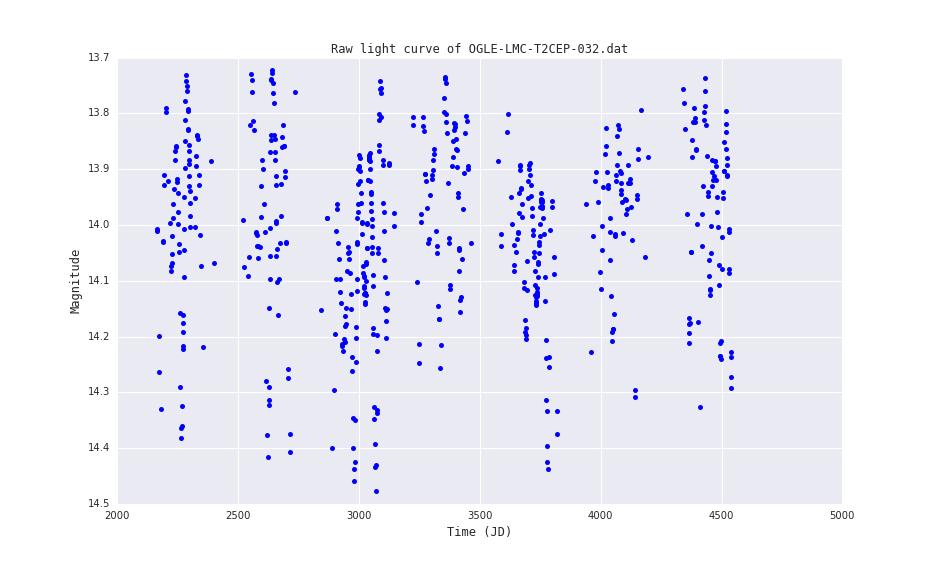 Raw light curve of OGLE-LMC-T2CEP-032.dat
13.7
13.8
13.9
14.0
14.1
14.2
14.3
14.4
14.5
Magnitude
2000 2500 3000 3500 4000 4500 5000
Time (JD)